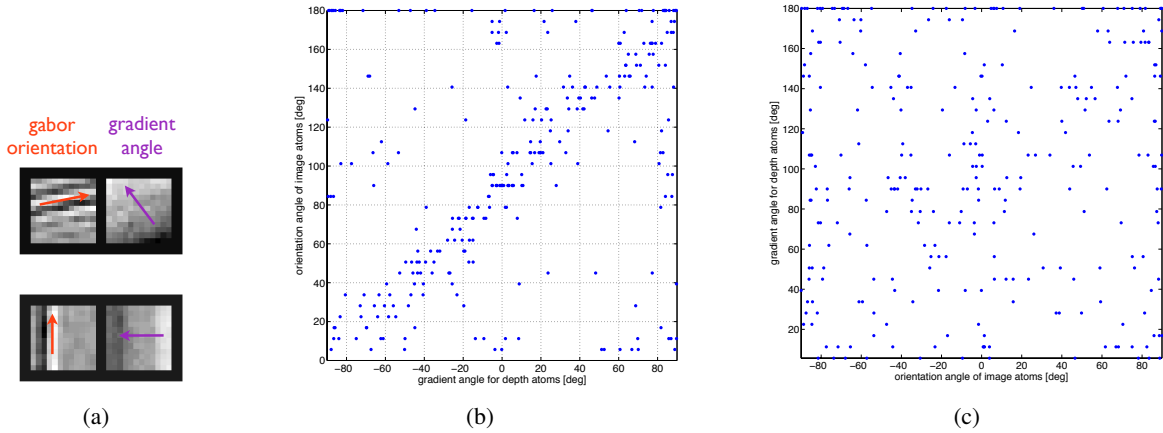 gabor orientation
gradient angle
(a)
180
160
140
120
100
80
60
40
20
0
−80 −60 −40 −20 0 20 40 60 80
orientation angle of image atoms [deg]
gradient angle for depth atoms [deg]
(b)
180
160
140
120
100
80
60
40
20
−80 −60 −40 −20 0 20 40 60 80
gradient angle for depth atoms [deg]
orientation angle of image atoms [deg]
(c)